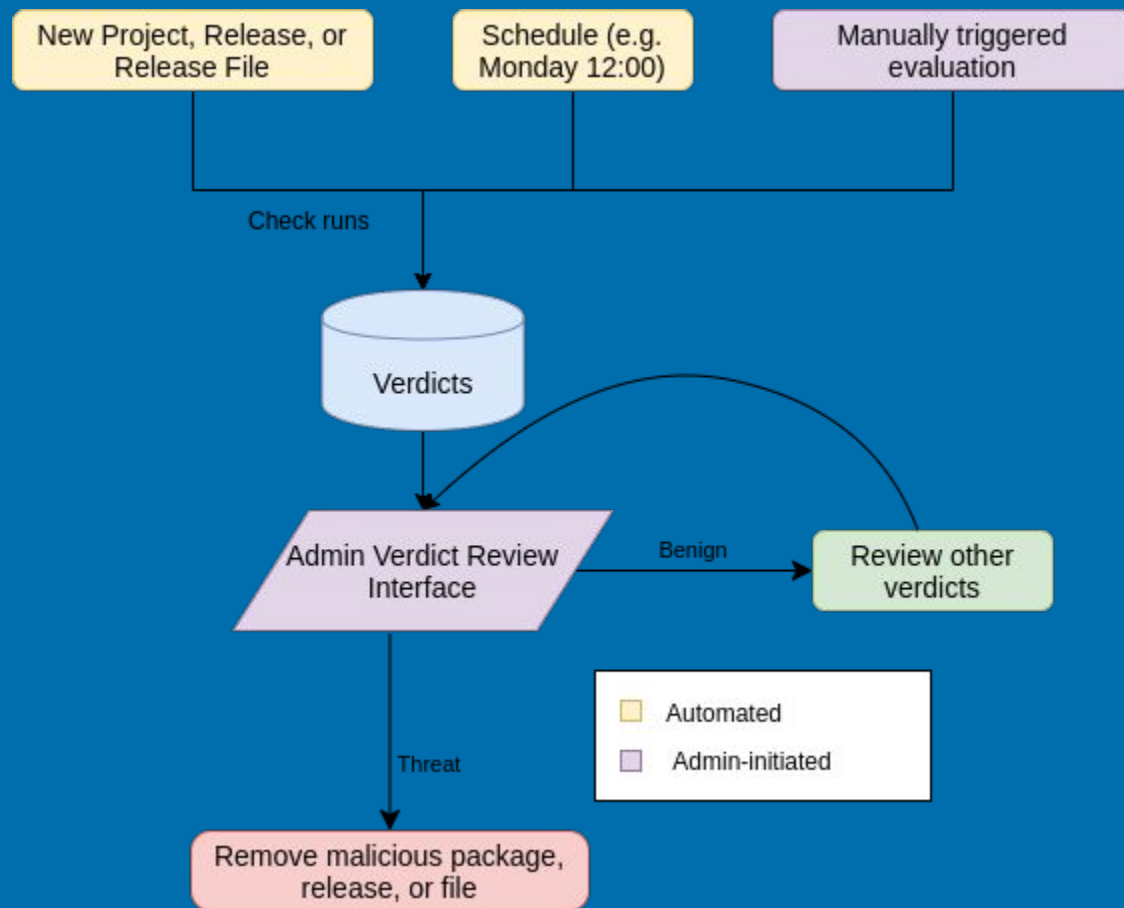 New Project, Release, or
Release File
Schedule (e.g.
Monday 12:00)
Manually triggered
evaluation
Check runs
Verdicts
Admin Verdict Review
Interface
Benign
Review other
verdicts
Automated
Admin-initiated
Threat
Remove malicious package,
release, or file